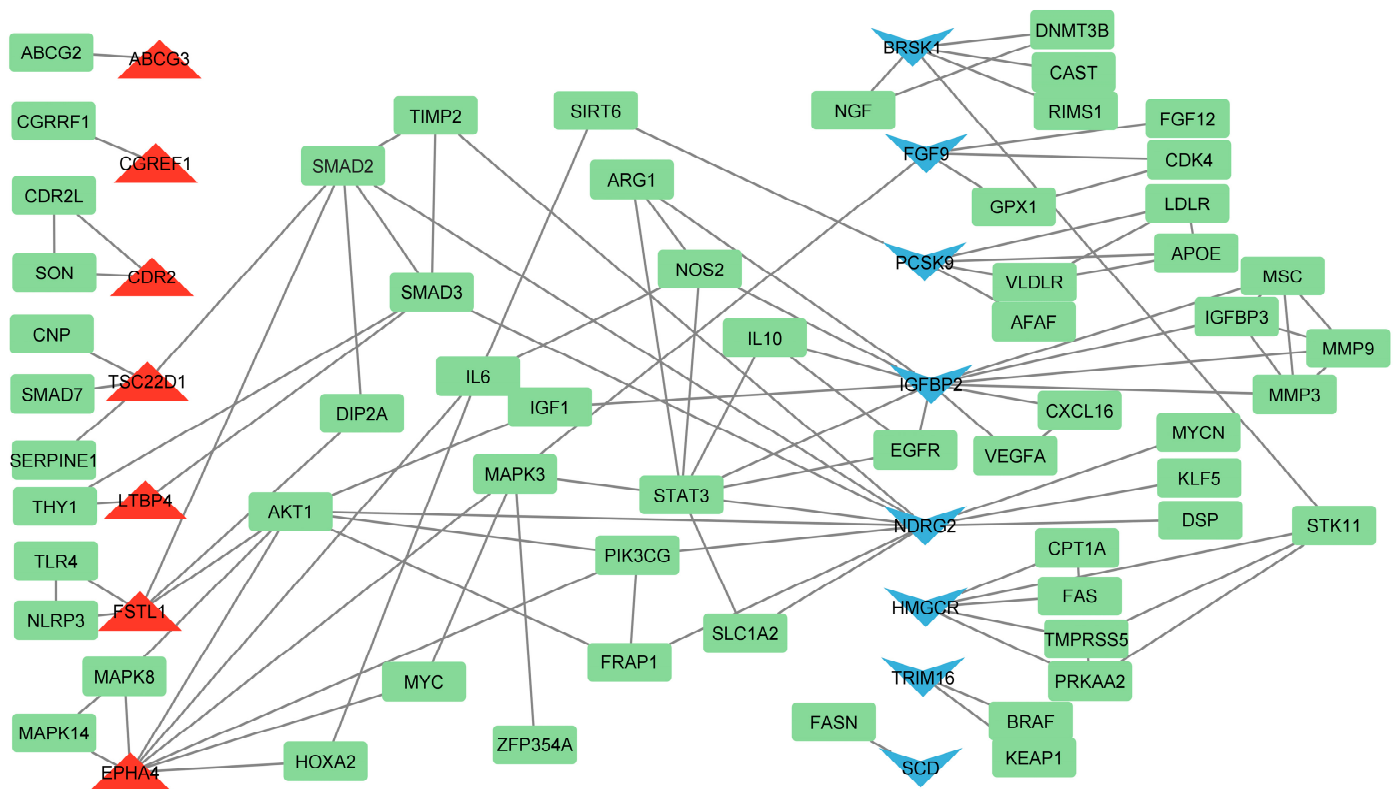 ABCG2
ABCG3
CGRRF1
CGREF1
CDR2L
SON
CDR2
CNP
SMAD7
TSC22D1
SERPINE1
THY1
LTBP4
TLR4
NLRP3
FSTL1
MAPK8
MAPK14
EPHA4
TIMP2
SMAD2
SMAD3
DIP2A
AKT1
MYC
HOXA2
SIRT6
ARG1
NOS2
IL10
IL6
IGF1
MAPK3
STAT3
PIK3CG
FRAP1
SLC1A2
ZFP354A
BRSK1
DNMT3B
CAST
RIMS1
NGF
FGF9
FGF12
CDK4
GPX1
LDLR
PCSK9
APOE
VLDLR
AFAF
MSC
IGFBP3
MMP9
MMP3
IGFBP2
CXCL16
VEGFA
EGFR
MYCN
KLF5
DSP
NDRG2
STK11
CPT1A
FAS
HMGCR
TMPRSS5
PRKAA2
TRIM16
BRAF
KEAP1
FASN
SCD